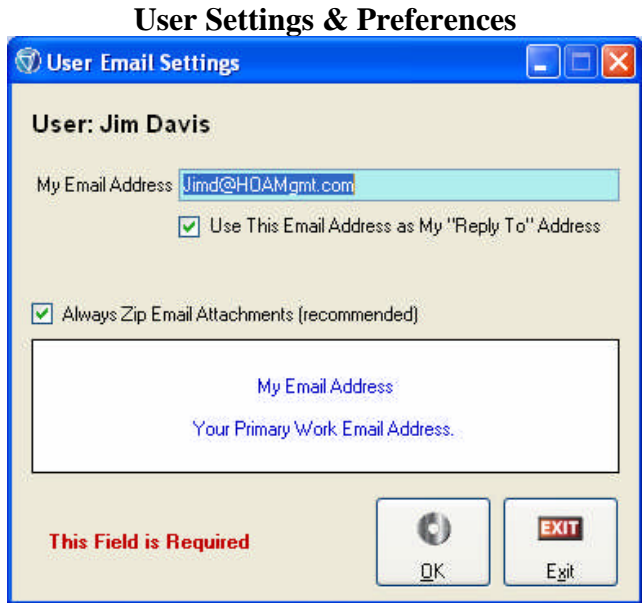 User Settings & Preferences
User Email Settings
User: Jim Davis
My Email Address Jimd@HOAMgmt.com
Use This Email Address as My "Reply To" Address
Always Zip Email Attachments (recommended)
My Email Address
Your Primary Work Email Address.
This Field is Required
EXIT
OK
Exit